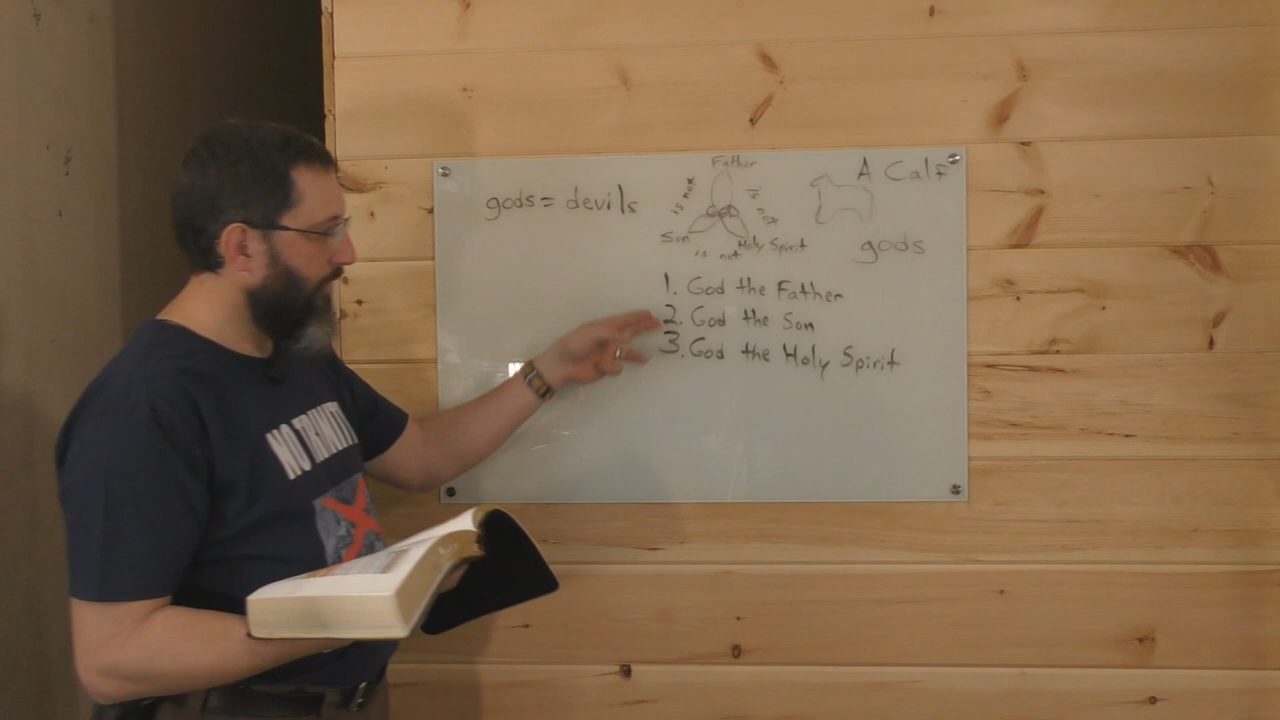 gods = devils
Father
is not
is not
GOD
Son
is not
Holy Spirit
A Calf
gods
1. God the Father
2. God the Son
3. God the Holy Spirit
NO TRINITY